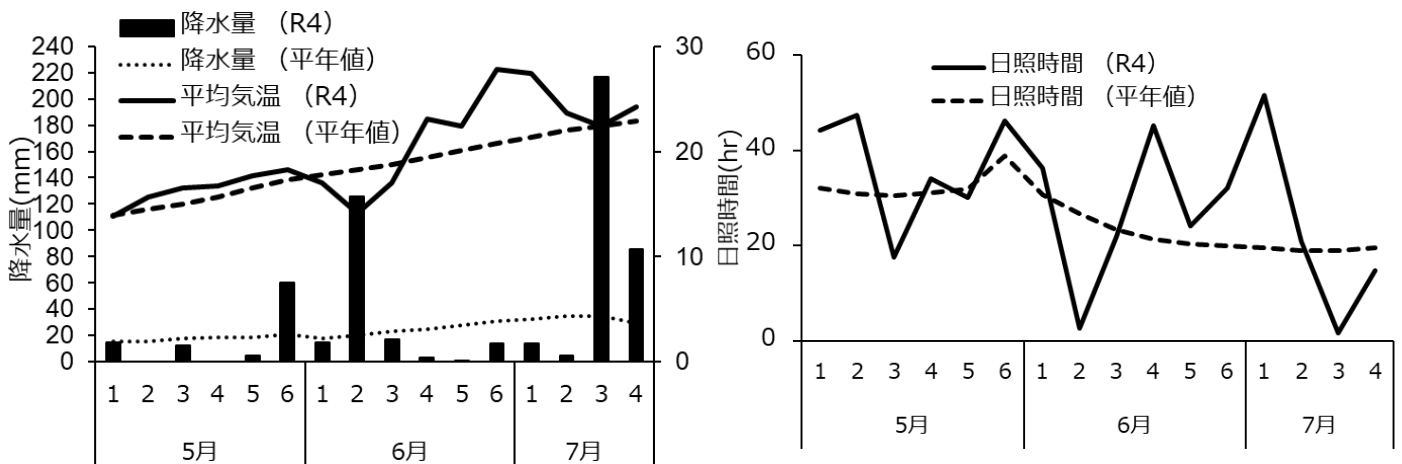 降水量 （R4）
降水量 （平年値）
平均気温 （R4）
平均気温 （平年値）
240
220
200
180
160
140
120
100
80
60
40
20
0
降水量(mm)
30
20
10
0
1 2 3 4 5 6 1 2 3 4 5 6 1 2 3 4
5月 6月 7月
日照時間 （R4）
日照時間 （平年値）
60
40
20
0
日照時間(hr)
1 2 3 4 5 6 1 2 3 4 5 6 1 2 3 4
5月 6月 7月